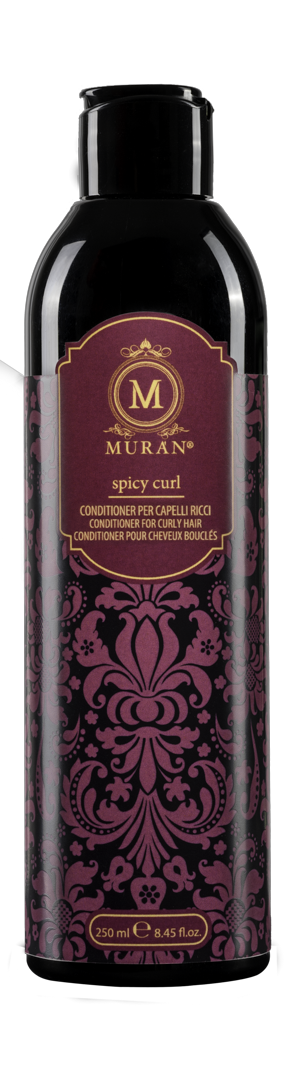 M
MURÁN®
spicy curl
CONDITIONER PER CAPELLI RICCI
CONDITIONER FOR CURLY HAIR
CONDITIONER POUR CHEVEUX BOUCLÉS
250 ml ℮ 8.45 fl.oz.